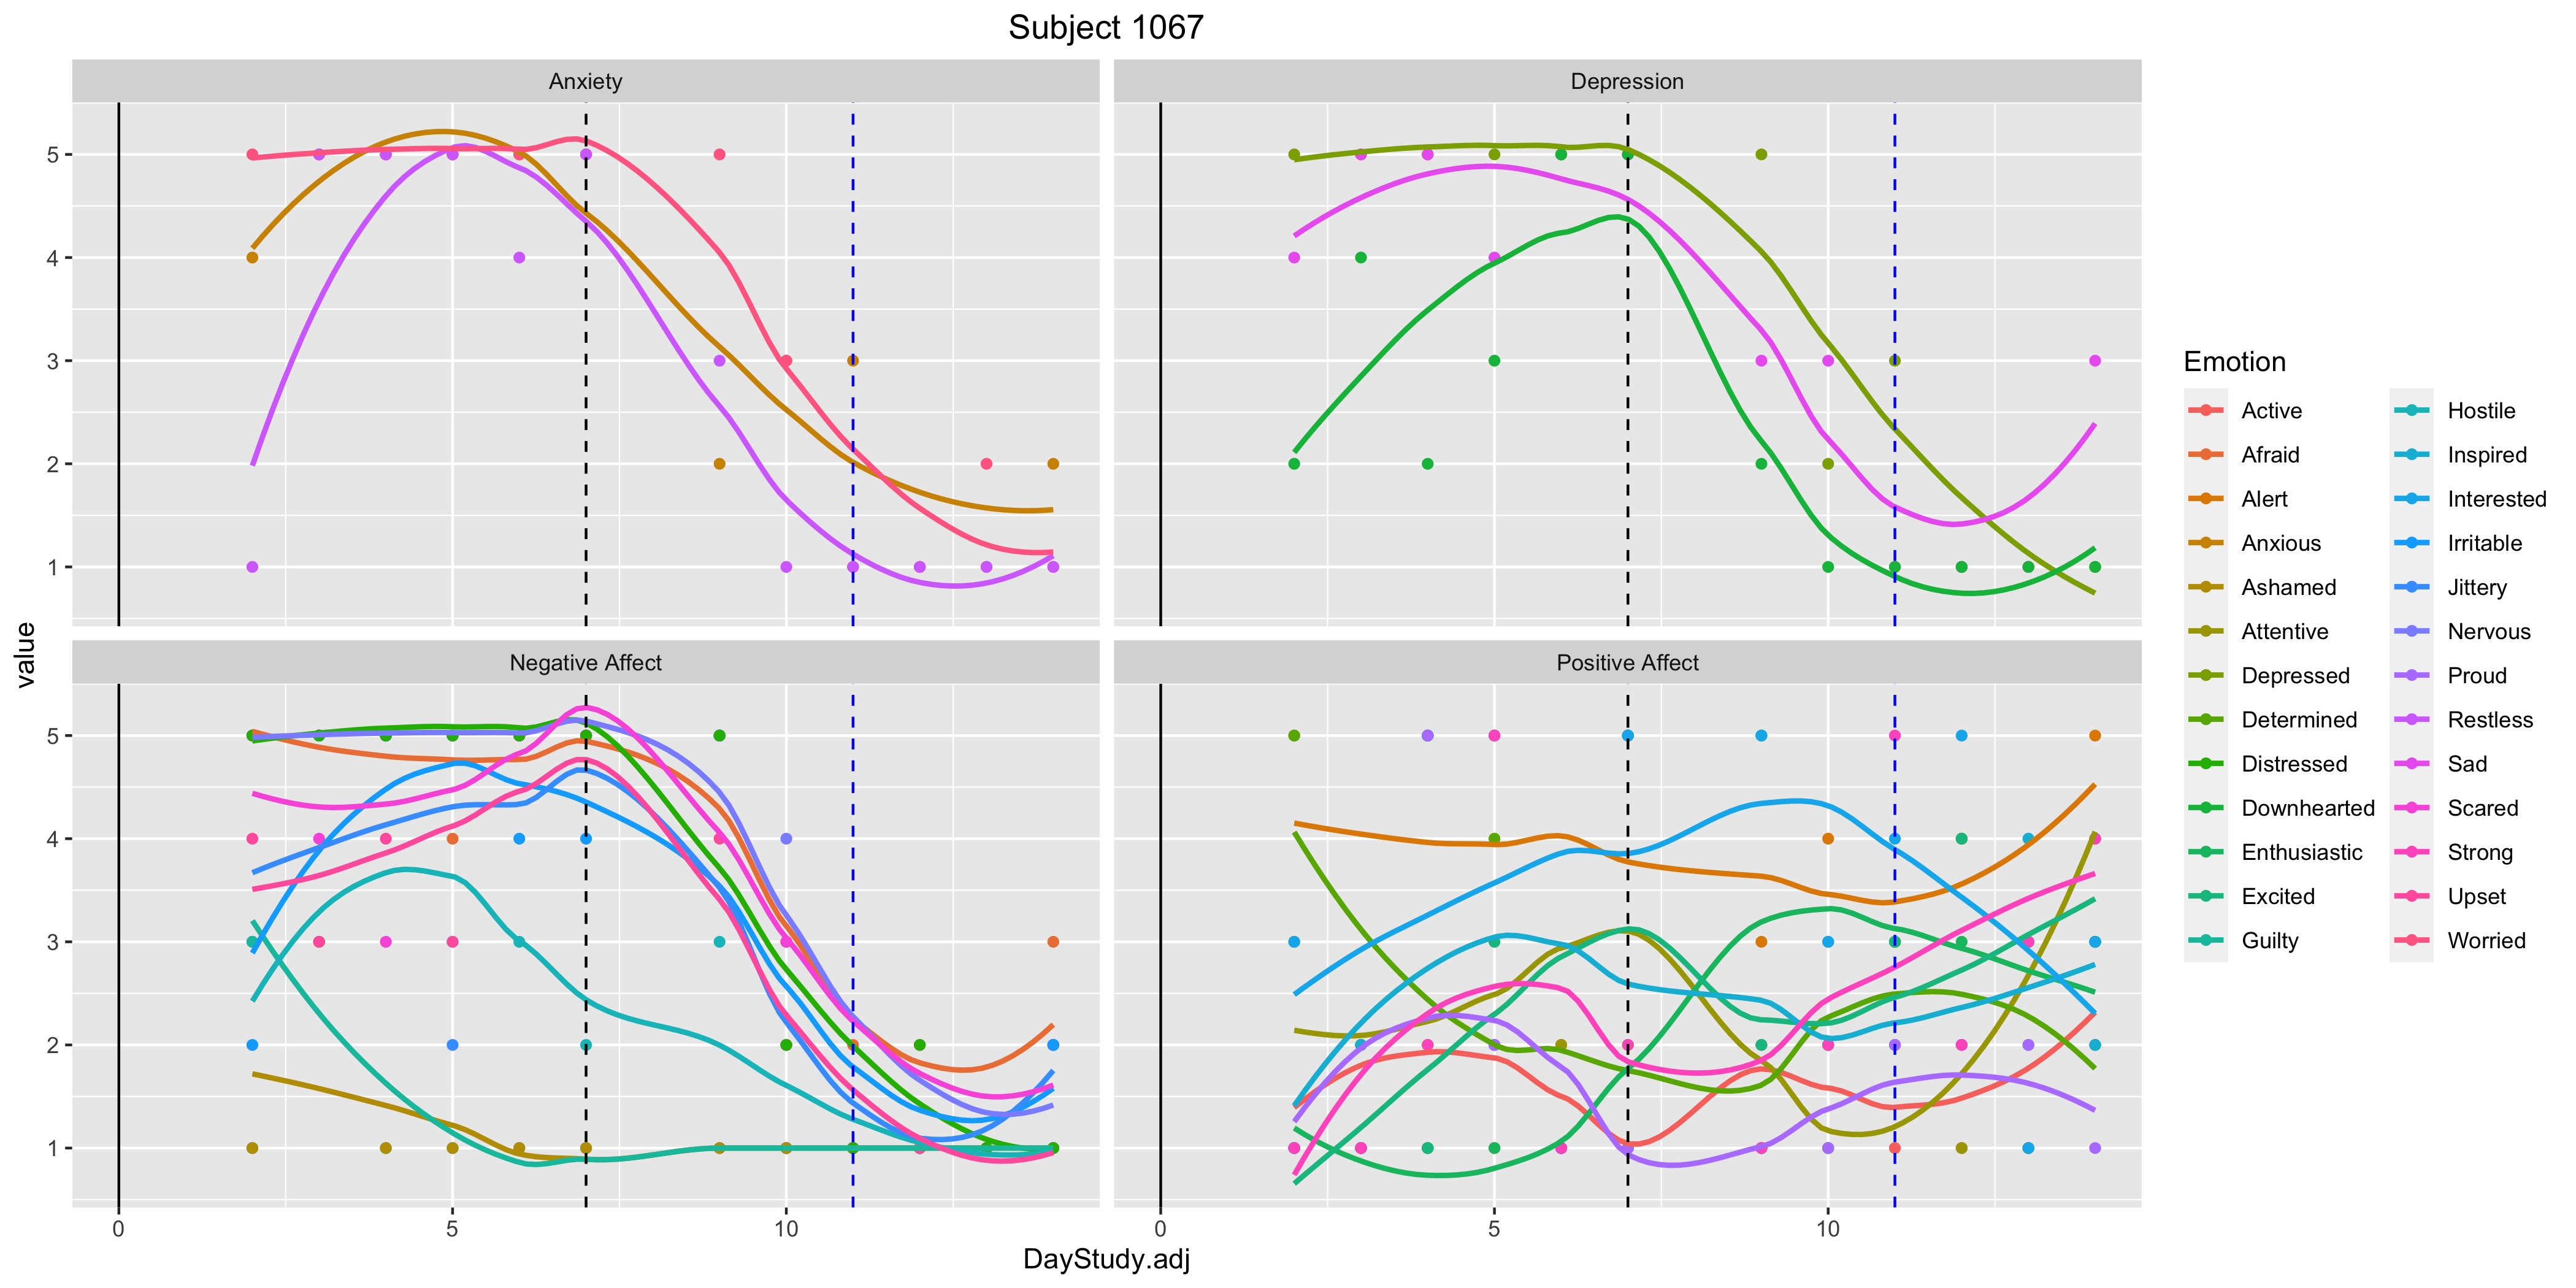 Subject 1067
Anxiety
Depression
5
4
3
2
1
Negative Affect
Positive Affect
5
4
3
2
1
0
5
10
0
5
10
value
DayStudy.adj
Emotion
Active
Afraid
Alert
Anxious
Ashamed
Attentive
Depressed
Determined
Distressed
Downhearted
Enthusiastic
Excited
Guilty
Hostile
Inspired
Interested
Irritable
Jittery
Nervous
Proud
Restless
Sad
Scared
Strong
Upset
Worried